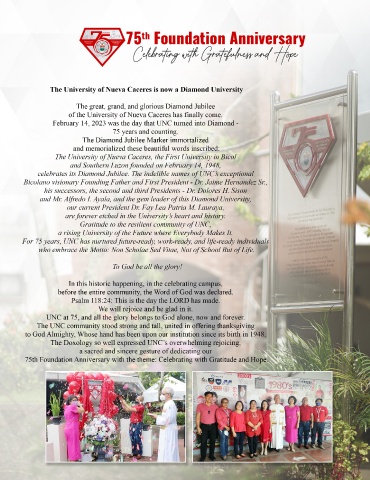 75th Foundation Anniversary
Celebrating with Gratefulness and Hope
The University of Nueva Caceres is now a Diamond University
The great, grand, and glorious Diamond Jubilee
of the University of Nueva Caceres has finally come.
February 14, 2023 was the day that UNC turned into Diamond -
75 years and counting.
The Diamond Jubilee Marker immortalized
and memorialized these beautiful words inscribed:
The University of Nueva Caceres, the First University in Bicol
and Southern Luzon founded on February 14, 1948,
celebrates its Diamond Jubilee. The indelible names of UNC's exceptional
Bicolano visionary Founding Father and First President - Dr. Jaime Hernandez Sr.,
his successors, the second and third Presidents - Dr. Dolores H. Sison
and Mr. Alfredo I. Ayala, and the gem leader of this Diamond University,
our current President Dr. Fay Lea Patria M. Lauraya,
are forever etched in the University's heart and history.
Gratitude to the resilient community of UNC,
a rising University of the Future where Everybody Makes It.
For 75 years, UNC has nurtured future-ready, work-ready, and life-ready individuals
who embrace the Motto: Non Scholae Sed Vitae, Not of School But of Life.
To God be all the glory!
In this historic happening, in the celebrating campus,
before the entire community, the Word of God was declared.
Psalm 118:24: This is the day the LORD has made.
We will rejoice and be glad in it.
UNC at 75, and all the glory belongs to God alone, now and forever.
The UNC community stood strong and tall, united in offering thanksgiving
to God Almighty, Whose hand has been upon our institution since its birth in 1948.
The Doxology so well expressed UNC's overwhelming rejoicing,
a sacred and sincere gesture of dedicating our
75th Foundation Anniversary with the theme: Celebrating with Gratitude and Hope.